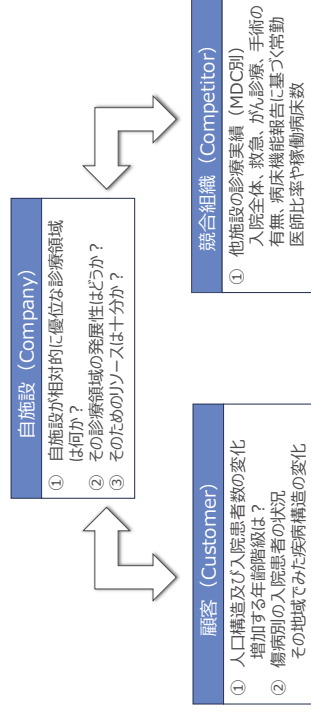 自施設（Company）
① 自施設が相対的に優位な診療領域
は何か？
② その診療領域の発展性はどうか？
③ そのためのリソースは十分か？
顧客（Customer）
① 人口構造及び入院患者数の変化
増加する年齢階級は？
② 傷病別の入院患者の状況
その地域でみた疾病構造の変化
競合組織（Competitor）
① 他施設の診療実績（MDC別）
入院全体、救急、がん診療、手術の
有無、病床機能報告に基づく常勤
医師比率や稼働病床数